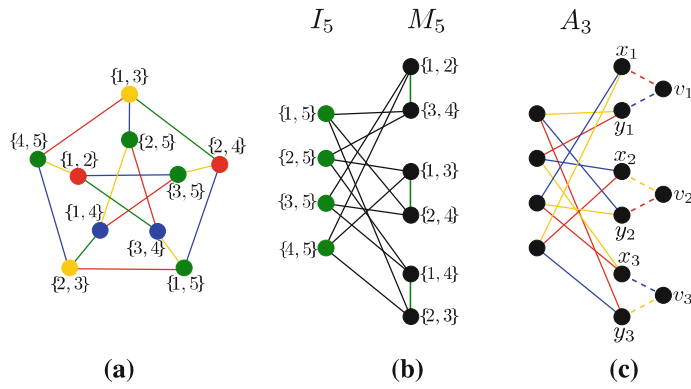 I₅ M₅ A₃
{1, 3}
{4, 5}
{2, 5}
{2, 4}
{1, 2}
{3, 5}
{1, 4}
{3, 4}
{2, 3}
{1, 5}
(a)
{1, 2}
{1, 5}
{3, 4}
{2, 5}
{1, 3}
{3, 5}
{2, 4}
{4, 5}
{1, 4}
{2, 3}
(b)
x₁
v₁
y₁
x₂
v₂
y₂
x₃
v₃
y₃
(c)